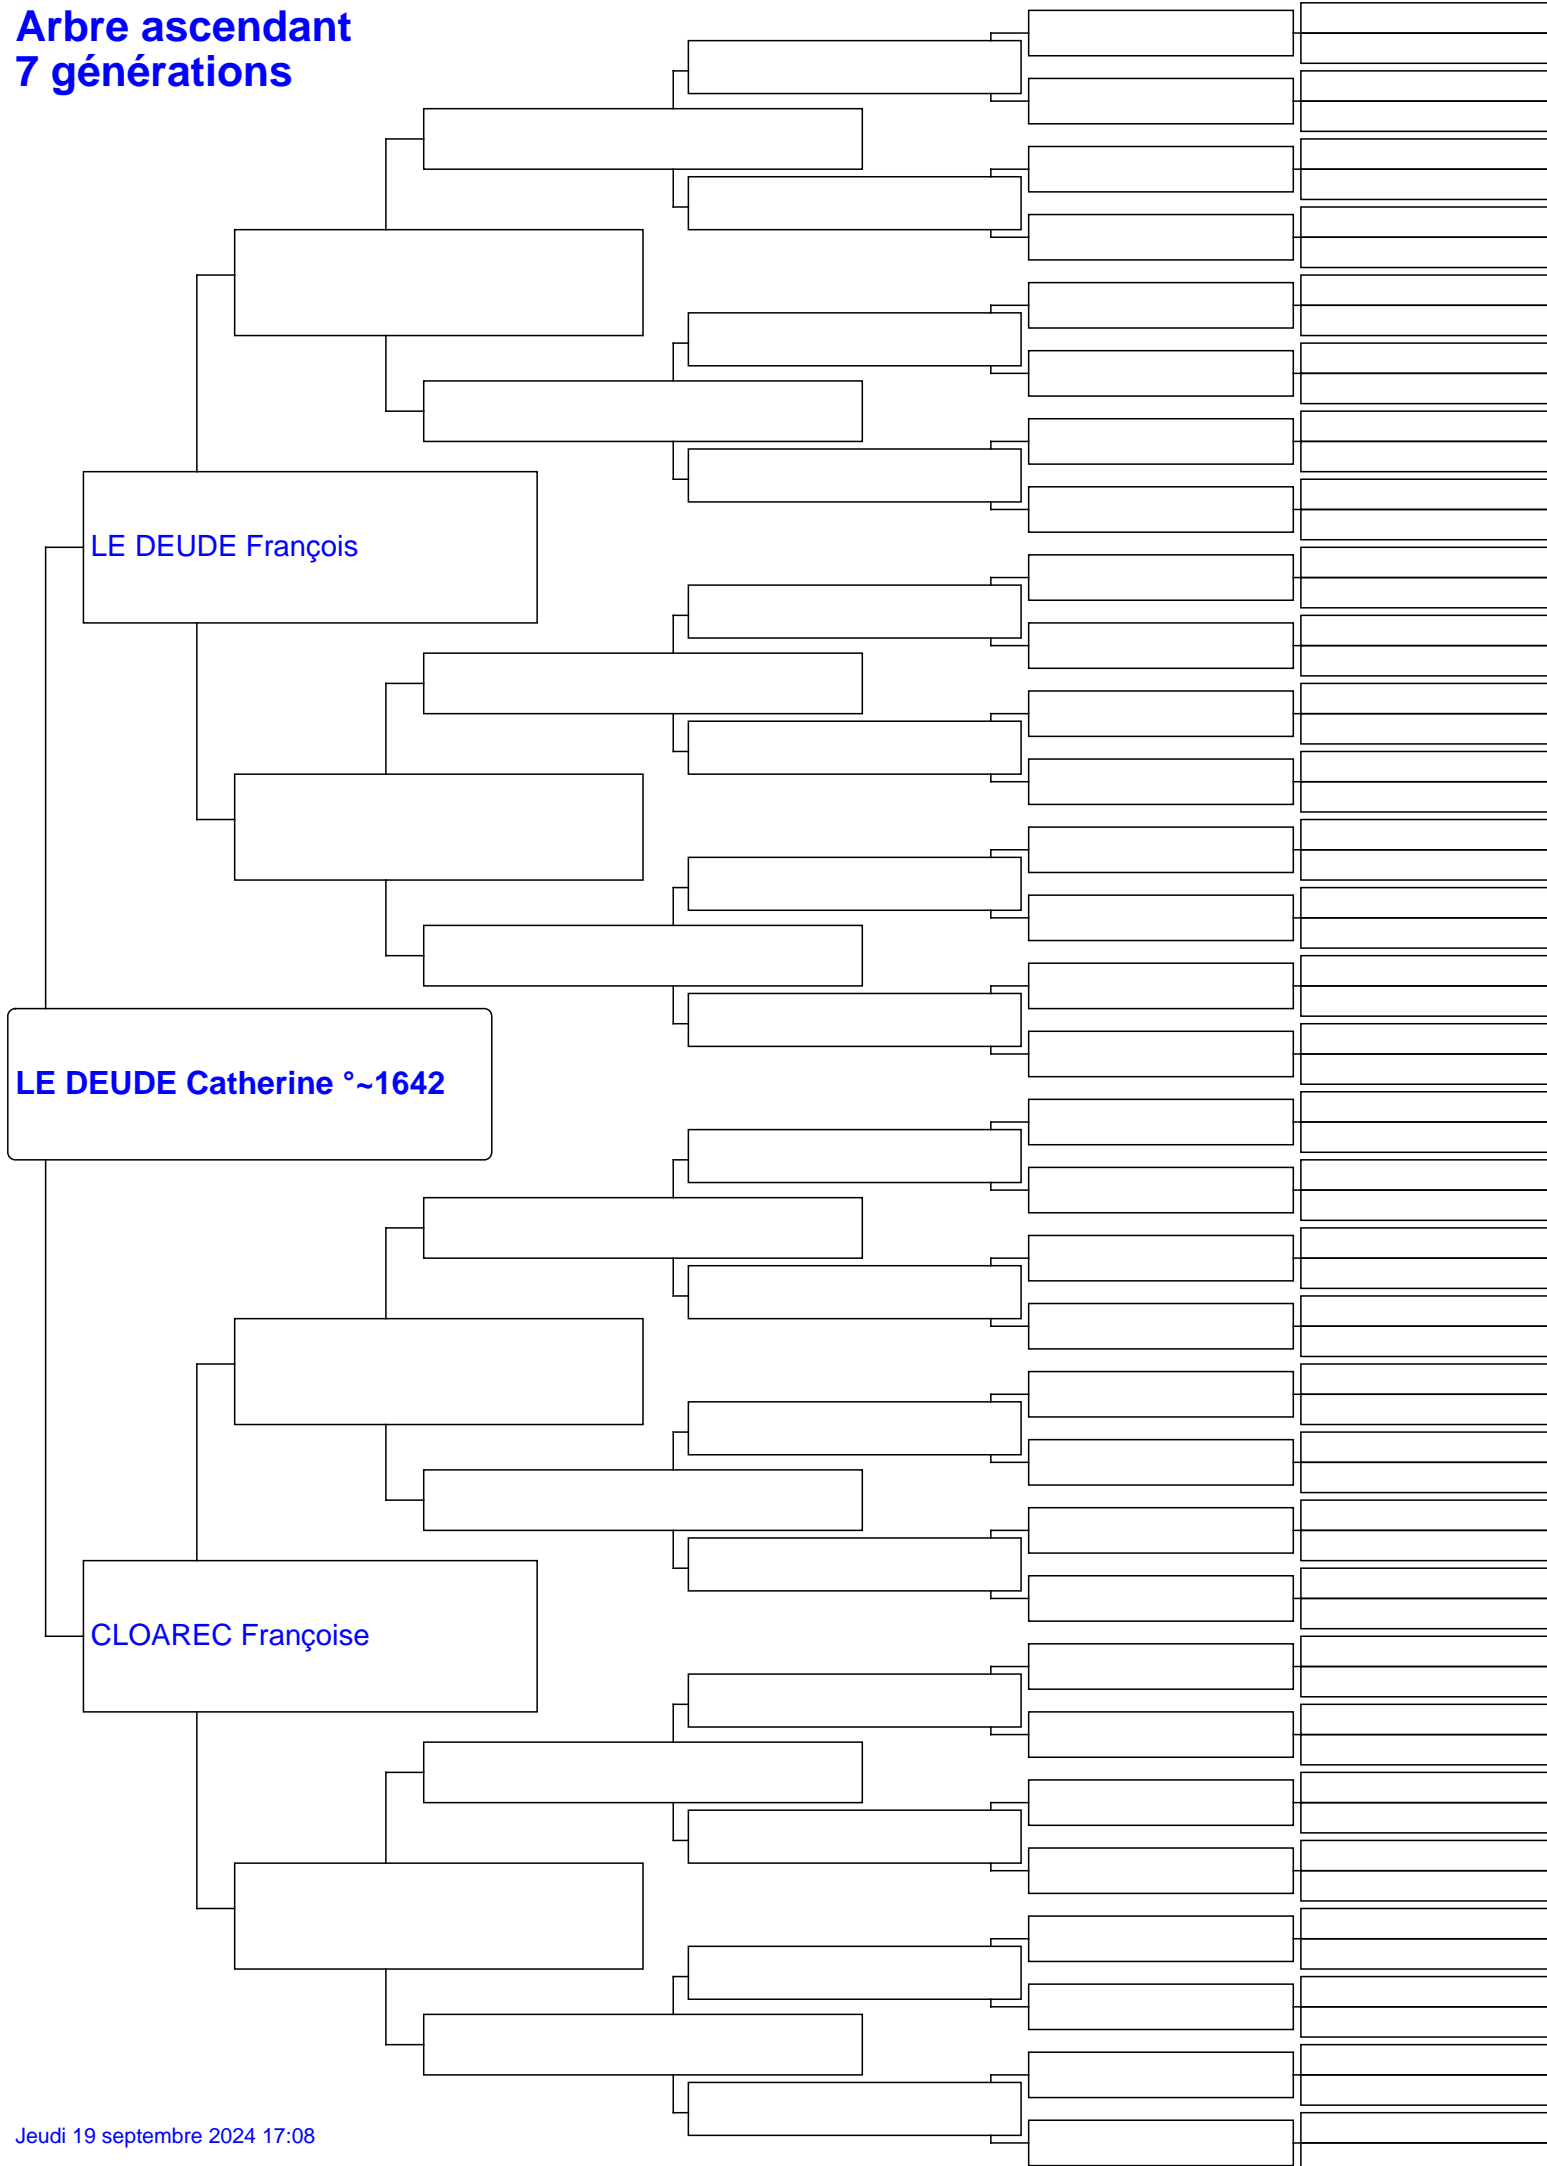 Arbre ascendant
7 générations
LE DEUDE François
LE DEUDE Catherine °~1642
CLOAREC Françoise
Jeudi 19 septembre 2024 17:08